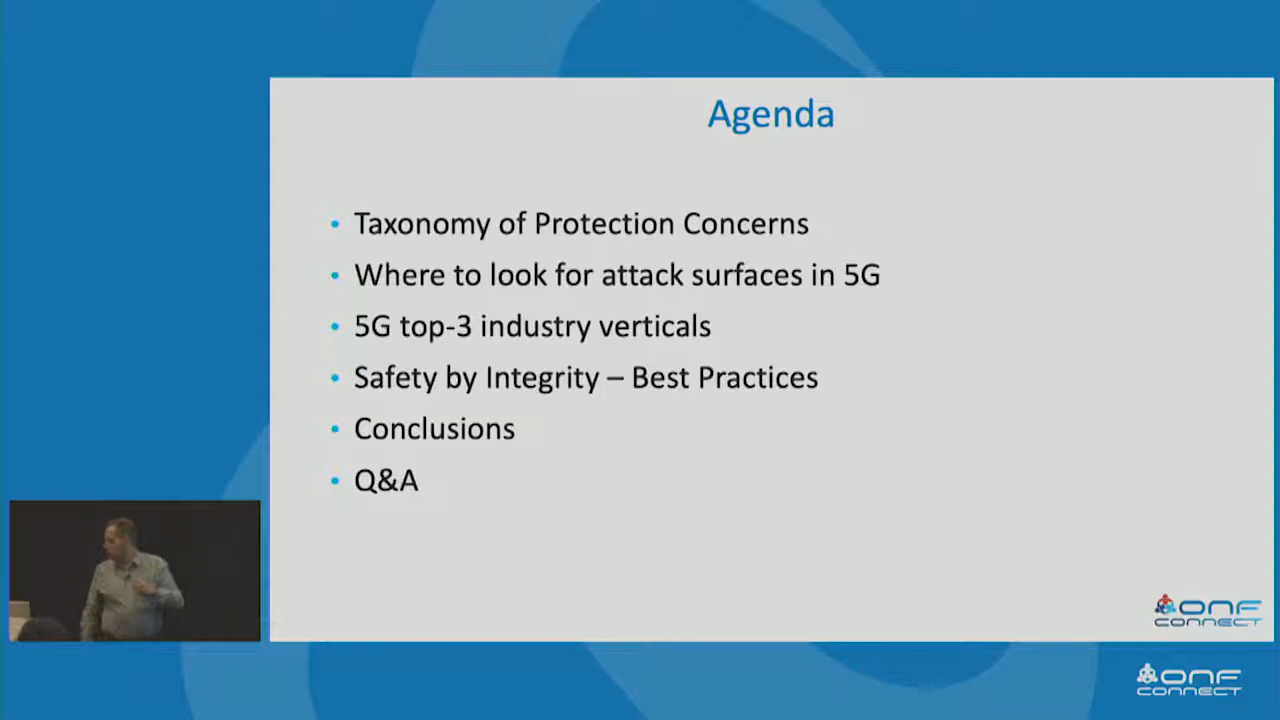 Agenda
• Taxonomy of Protection Concerns
• Where to look for attack surfaces in 5G
• 5G top-3 industry verticals
• Safety by Integrity – Best Practices
• Conclusions
• Q&A
ONF
CONNECT
ONF
CONNECT